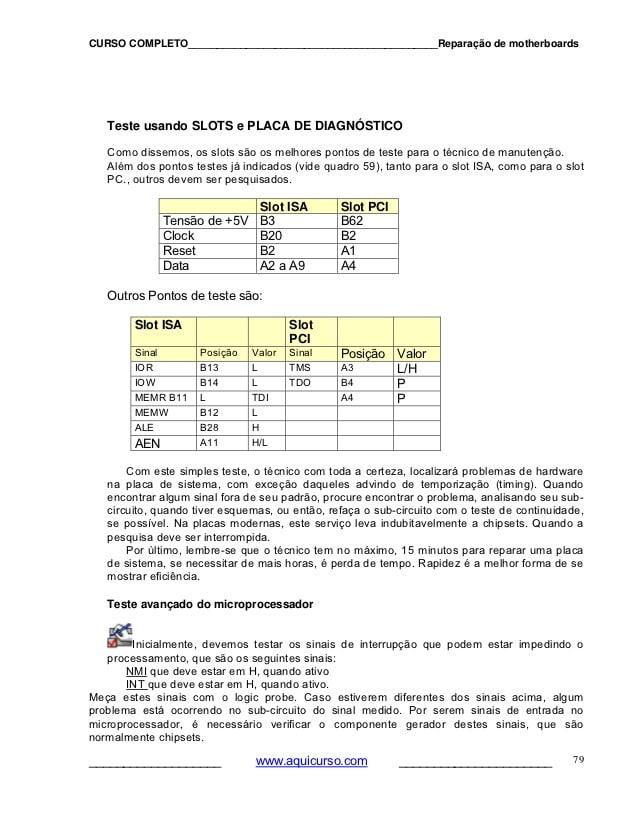 CURSO COMPLETO__________________________________________Reparação de motherboards
Teste usando SLOTS e PLACA DE DIAGNÓSTICO
Como dissemos, os slots são os melhores pontos de teste para o técnico de manutenção.
Além dos pontos testes já indicados (vide quadro 59), tanto para o slot ISA, como para o slot
PC., outros devem ser pesquisados.
Slot ISA Slot PCI
Tensão de +5V B3 B62
Clock B20 B2
Reset B2 A1
Data A2 a A9 A4
Outros Pontos de teste são:
Slot ISA Slot
PCI
Sinal Posição Valor Sinal Posição Valor
IOR B13 L TMS A3 L/H
IOW B14 L TDO B4 P
MEMR B11 L TDI A4 P
MEMW B12 L
ALE B28 H
AEN A11 H/L
Com este simples teste, o técnico com toda a certeza, localizará problemas de hardware
na placa de sistema, com exceção daqueles advindo de temporização (timing). Quando
encontrar algum sinal fora de seu padrão, procure encontrar o problema, analisando seu sub-
circuito, quando tiver esquemas, ou então, refaça o sub-circuito com o teste de continuidade,
se possível. Na placas modernas, este serviço leva indubitavelmente a chipsets. Quando a
pesquisa deve ser interrompida.
Por último, lembre-se que o técnico tem no máximo, 15 minutos para reparar uma placa
de sistema, se necessitar de mais horas, é perda de tempo. Rapidez é a melhor forma de se
mostrar eficiência.
Teste avançado do microprocessador
Inicialmente, devemos testar os sinais de interrupção que podem estar impedindo o
processamento, que são os seguintes sinais:
NMI que deve estar em H, quando ativo
INT que deve estar em H, quando ativo.
Meça estes sinais com o logic probe. Caso estiverem diferentes dos sinais acima, algum
problema está ocorrendo no sub-circuito do sinal medido. Por serem sinais de entrada no
microprocessador, é necessário verificar o componente gerador destes sinais, que são
normalmente chipsets.
___________________ www.aquicurso.com ______________________ 79